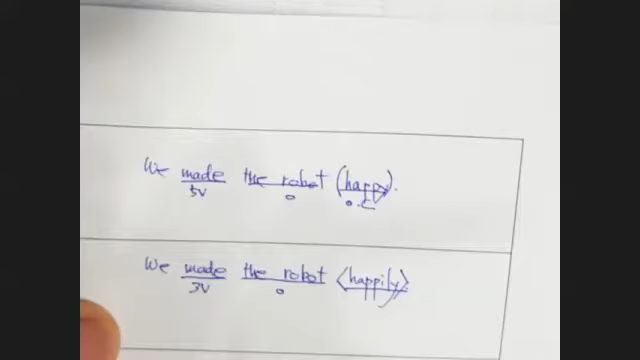 We made the robot (happy).
5V O O.C
We made the robot <happily>.
3V O